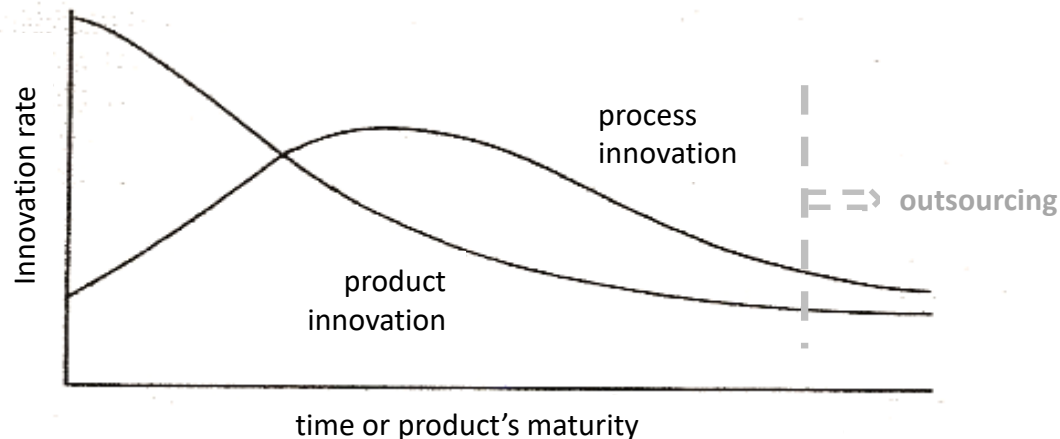 Innovation rate
process
innovation
outsourcing
product
innovation
time or product's maturity